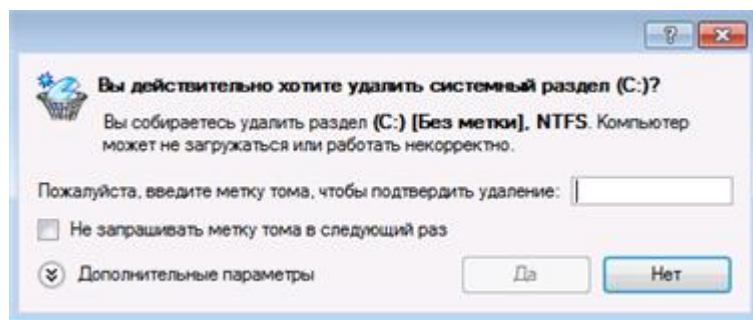 Вы действительно хотите удалить системный раздел (C:)?
Вы собираетесь удалить раздел (C:) [Без метки], NTFS. Компьютер
может не загружаться или работать некорректно.
Пожалуйста, введите метку тома, чтобы подтвердить удаление:
Не запрашивать метку тома в следующий раз
Дополнительные параметры
Да
Нет